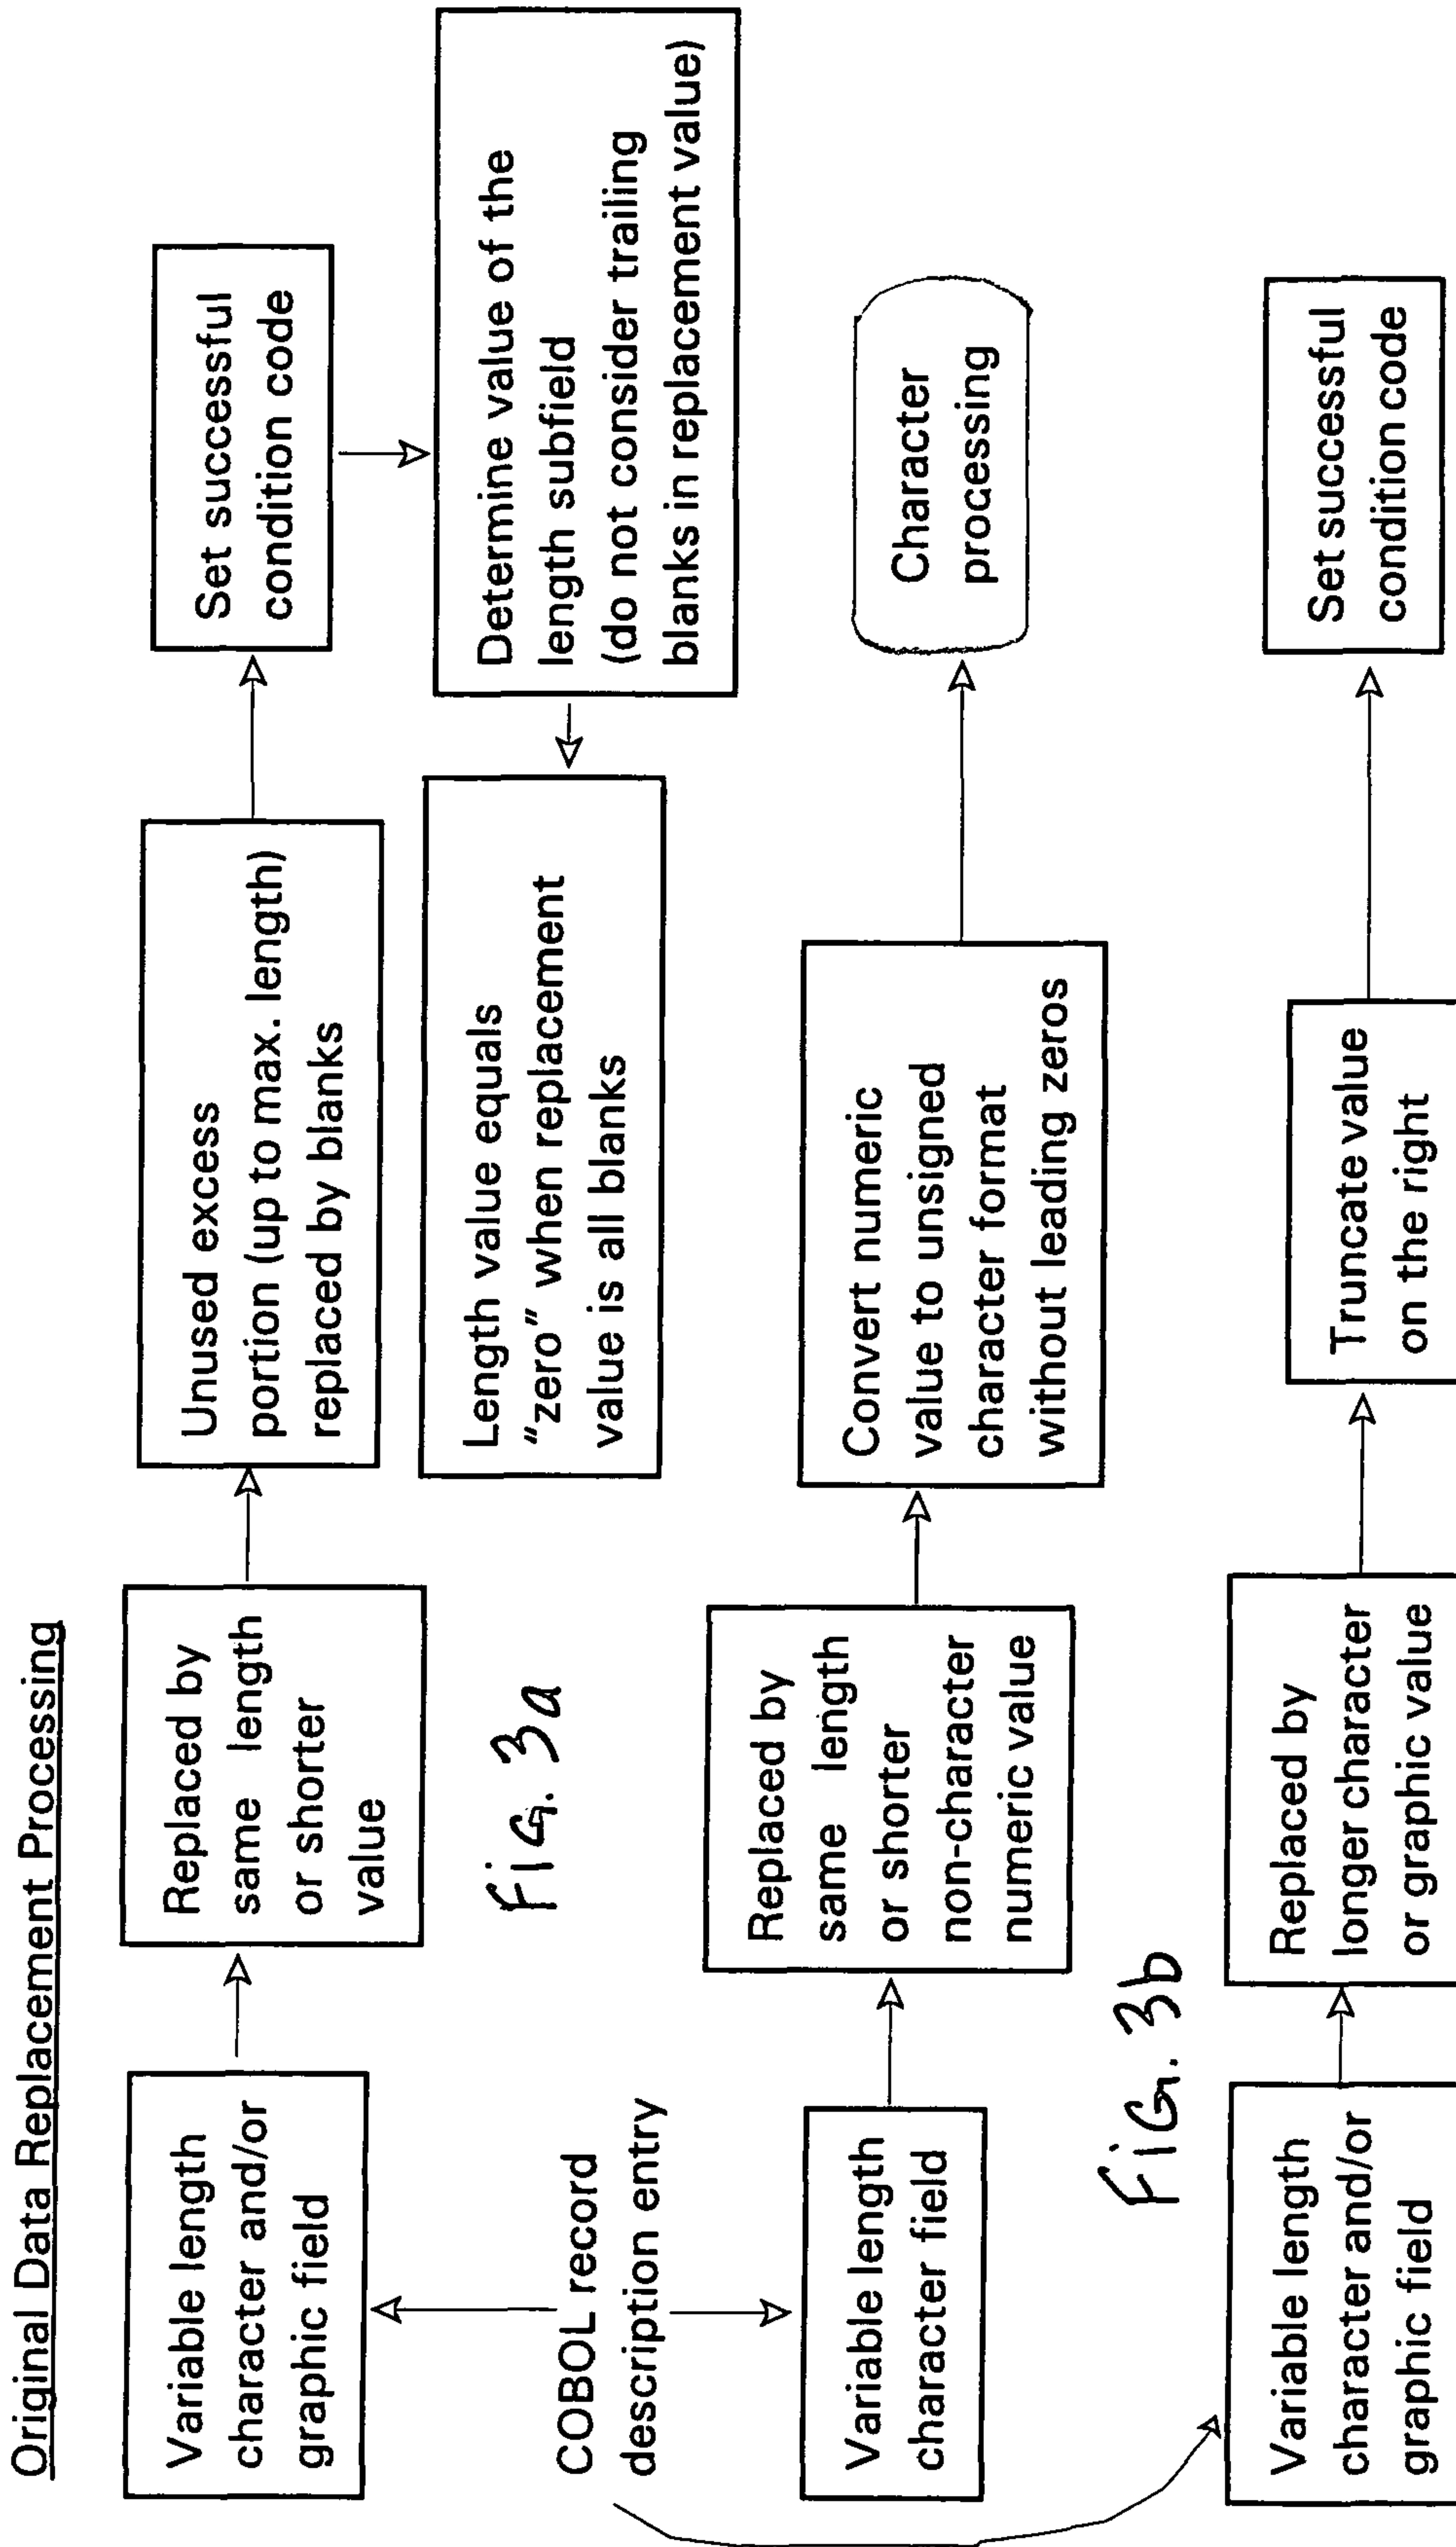 Original Data Replacement Processing
Variable length
character and/or
graphic field
Replaced by
same length
or shorter
value
Unused excess
portion (up to max. length)
replaced by blanks
Set successful
condition code
Determine value of the
length subfield
(do not consider trailing
blanks in replacement value)
Length value equals
"zero" when replacement
value is all blanks
FIG. 3a
COBOL record
description entry
Variable length
character field
Replaced by
same length
or shorter
non-character
numeric value
Convert numeric
value to unsigned
character format
without leading zeros
Character
processing
FIG. 3b
Variable length
character and/or
graphic field
Replaced by
longer character
or graphic value
Truncate value
on the right
Set successful
condition code